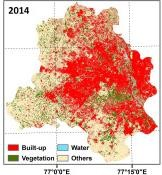 2014
Built-up
Water
Vegetation
Others
77°0'0"E
77°15'0"E